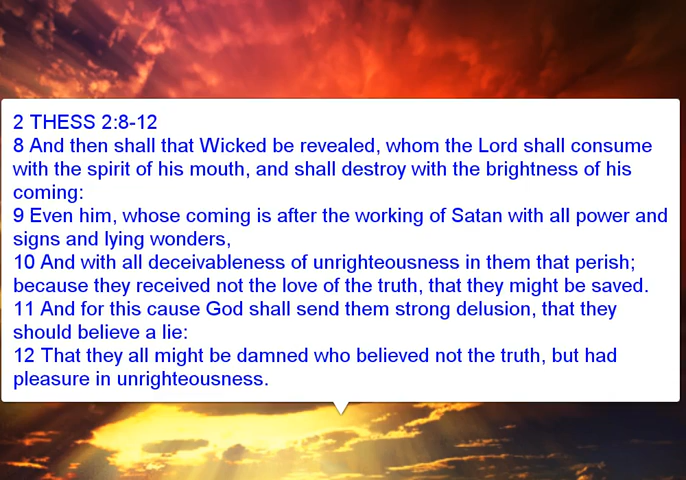 2 THESS 2:8-12
8 And then shall that Wicked be revealed, whom the Lord shall consume
with the spirit of his mouth, and shall destroy with the brightness of his
coming:
9 Even him, whose coming is after the working of Satan with all power and
signs and lying wonders,
10 And with all deceivableness of unrighteousness in them that perish;
because they received not the love of the truth, that they might be saved.
11 And for this cause God shall send them strong delusion, that they
should believe a lie:
12 That they all might be damned who believed not the truth, but had
pleasure in unrighteousness.